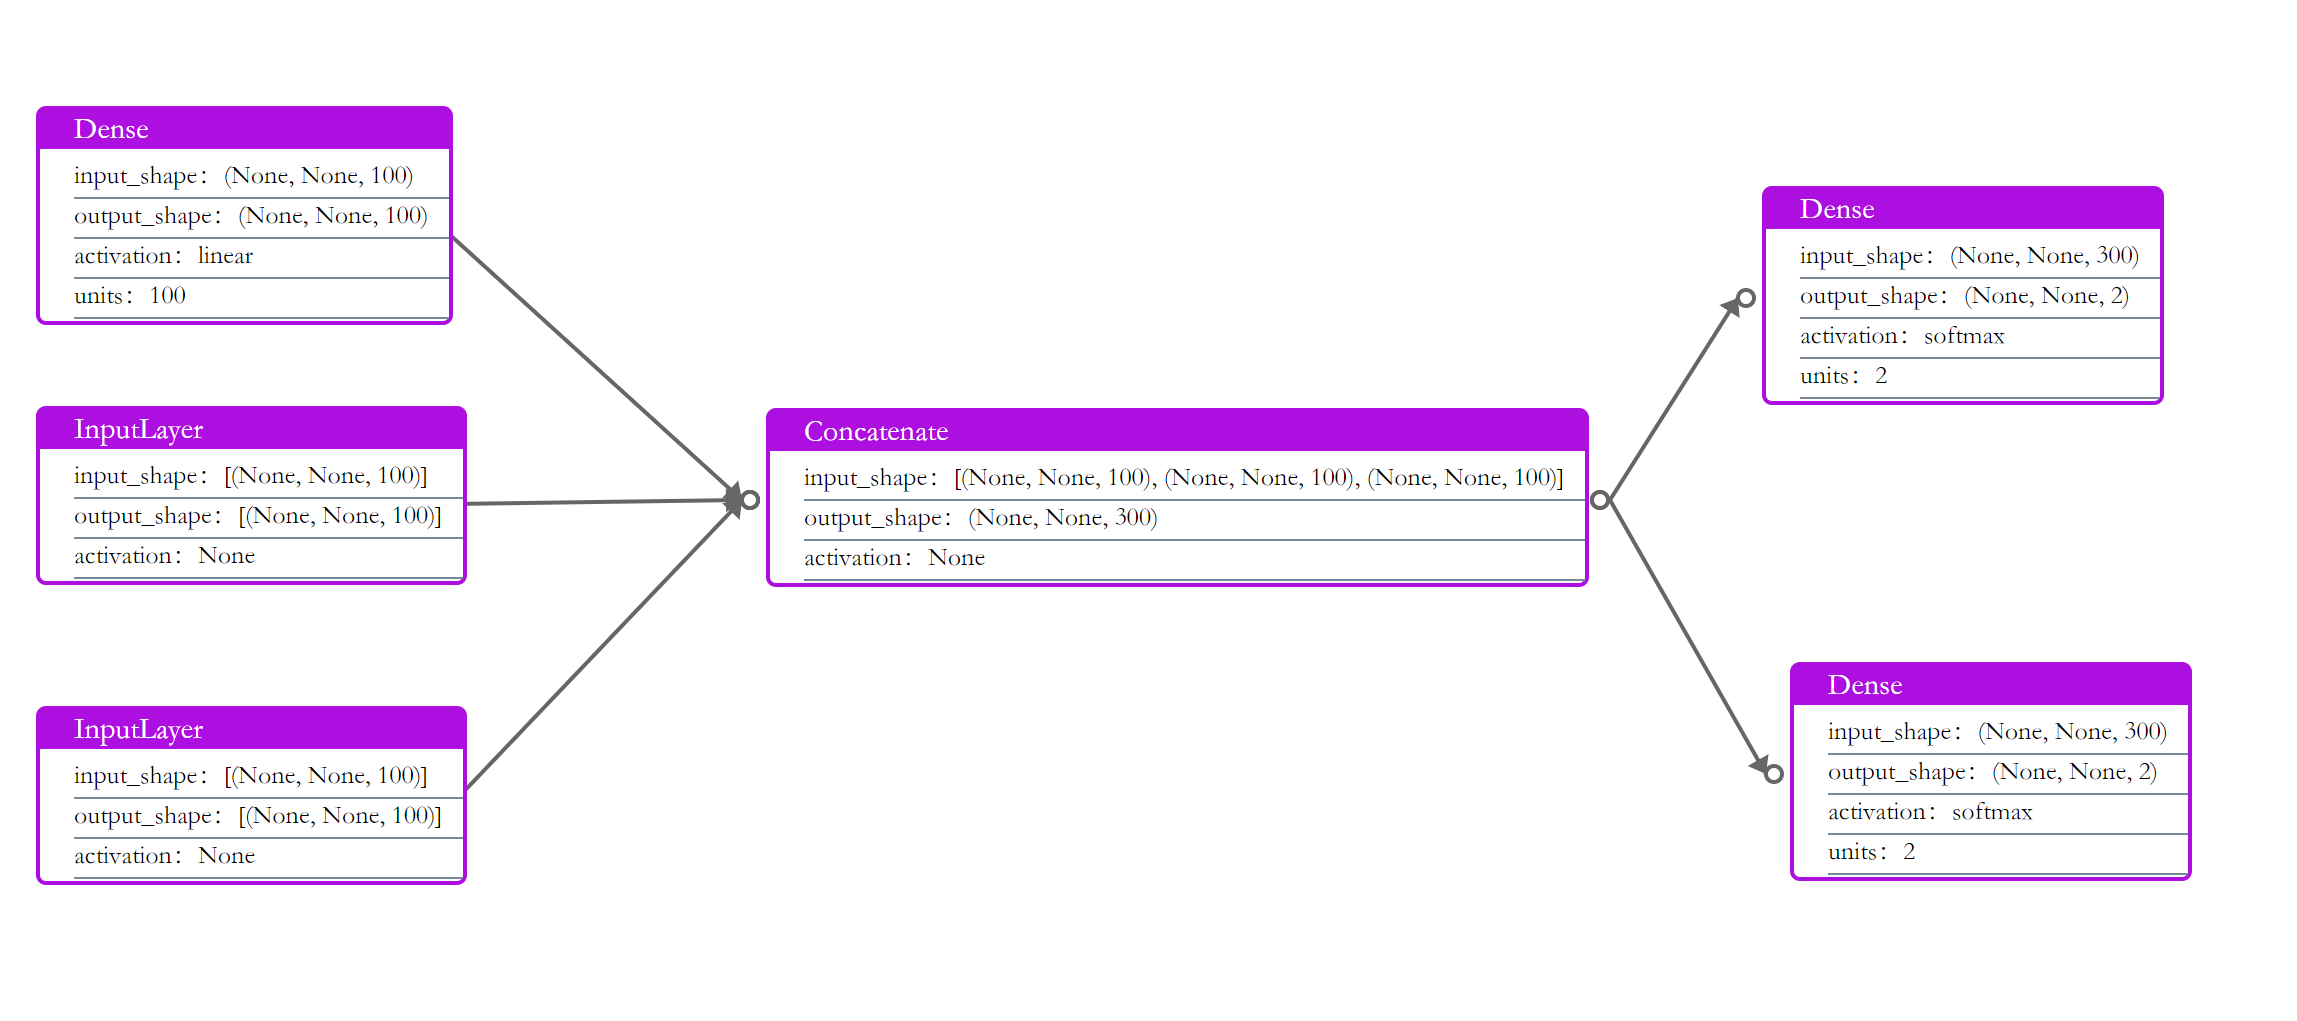 Dense
input_shape: (None, None, 100)
output_shape: (None, None, 100)
activation: linear
units: 100
InputLayer
input_shape: [(None, None, 100)]
output_shape: [(None, None, 100)]
activation: None
InputLayer
input_shape: [(None, None, 100)]
output_shape: [(None, None, 100)]
activation: None
Concatenate
input_shape: [(None, None, 100), (None, None, 100), (None, None, 100)]
output_shape: (None, None, 300)
activation: None
Dense
input_shape: (None, None, 300)
output_shape: (None, None, 2)
activation: softmax
units: 2
Dense
input_shape: (None, None, 300)
output_shape: (None, None, 2)
activation: softmax
units: 2